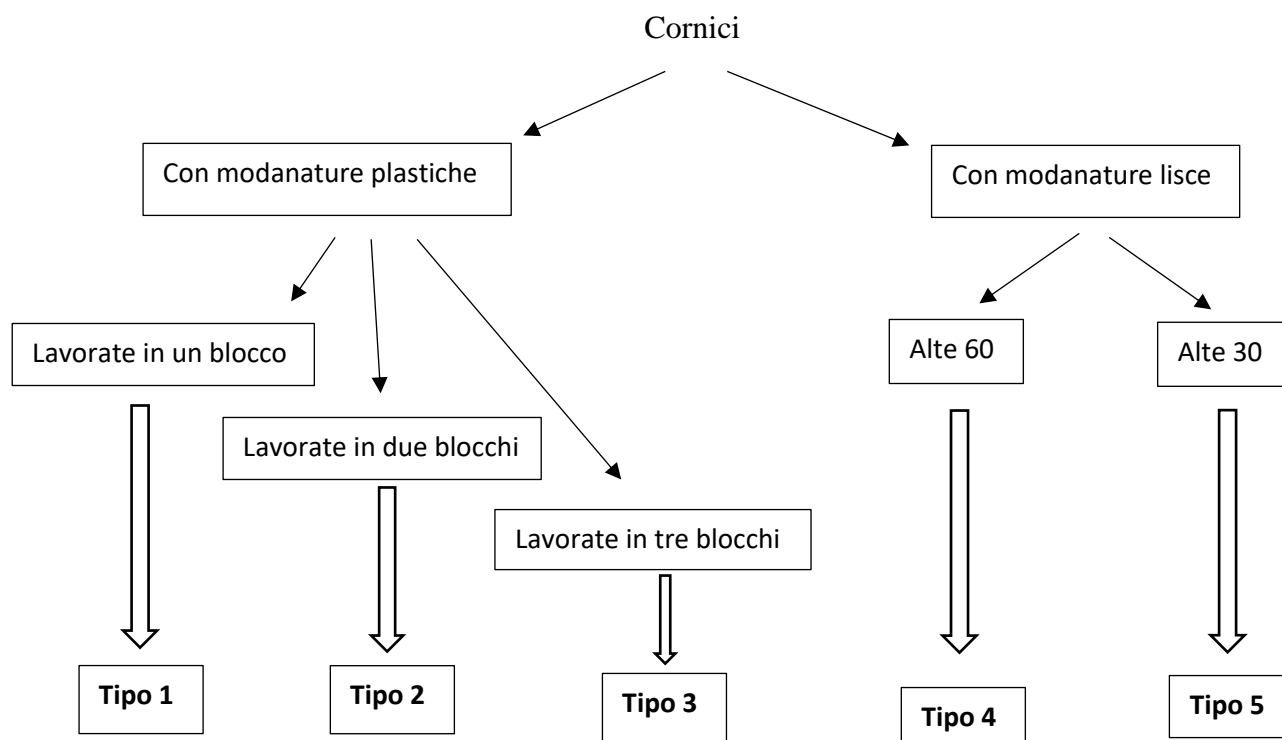 Cornici
Con modanature plastiche
Con modanature lisce
Lavorate in un blocco
Alte 60
Alte 30
Lavorate in due blocchi
Lavorate in tre blocchi
Tipo 1
Tipo 2
Tipo 3
Tipo 4
Tipo 5